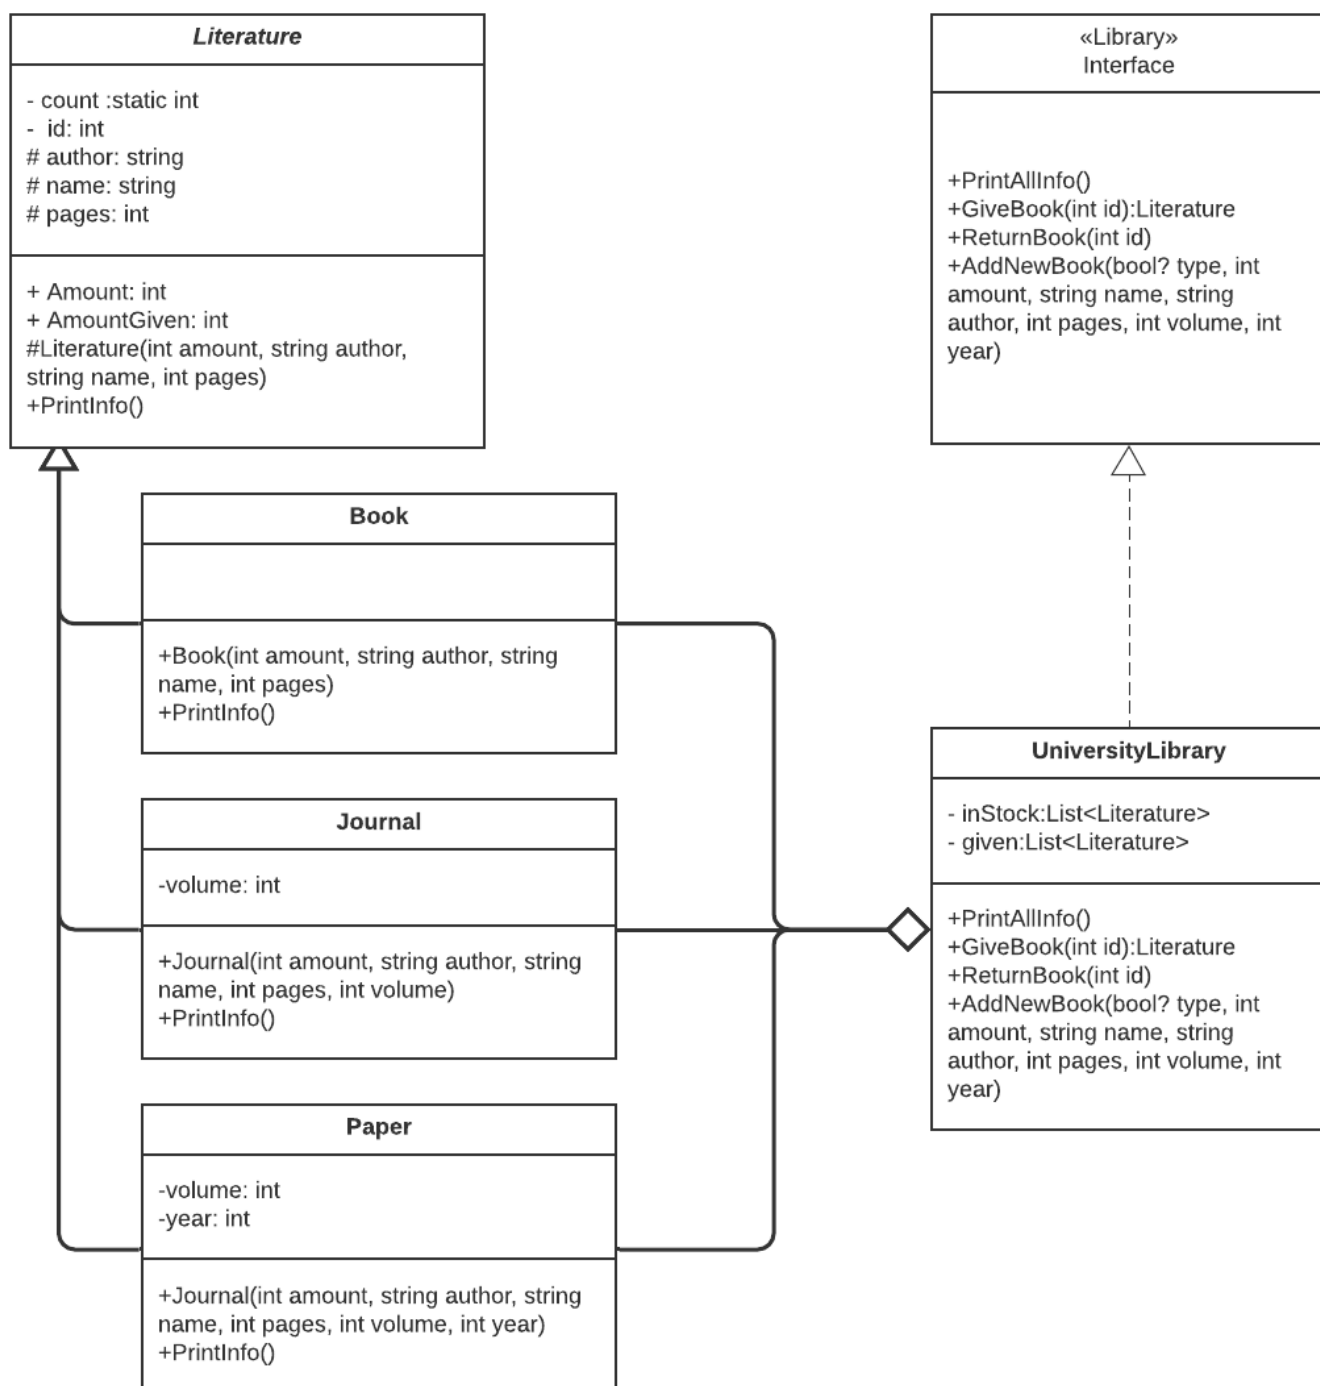 Literature
- count :static int
-  id: int
# author: string
# name: string
# pages: int
+ Amount: int
+ AmountGiven: int
#Literature(int amount, string author,
string name, int pages)
+PrintInfo()
«Library»
Interface
+PrintAllInfo()
+GiveBook(int id):Literature
+ReturnBook(int id)
+AddNewBook(bool? type, int
amount, string name, string
author, int pages, int volume, int
year)
Book
+Book(int amount, string author, string
name, int pages)
+PrintInfo()
Journal
-volume: int
+Journal(int amount, string author, string
name, int pages, int volume)
+PrintInfo()
Paper
-volume: int
-year: int
+Journal(int amount, string author, string
name, int pages, int volume, int year)
+PrintInfo()
UniversityLibrary
- inStock:List<Literature>
- given:List<Literature>
+PrintAllInfo()
+GiveBook(int id):Literature
+ReturnBook(int id)
+AddNewBook(bool? type, int
amount, string name, string
author, int pages, int volume, int
year)